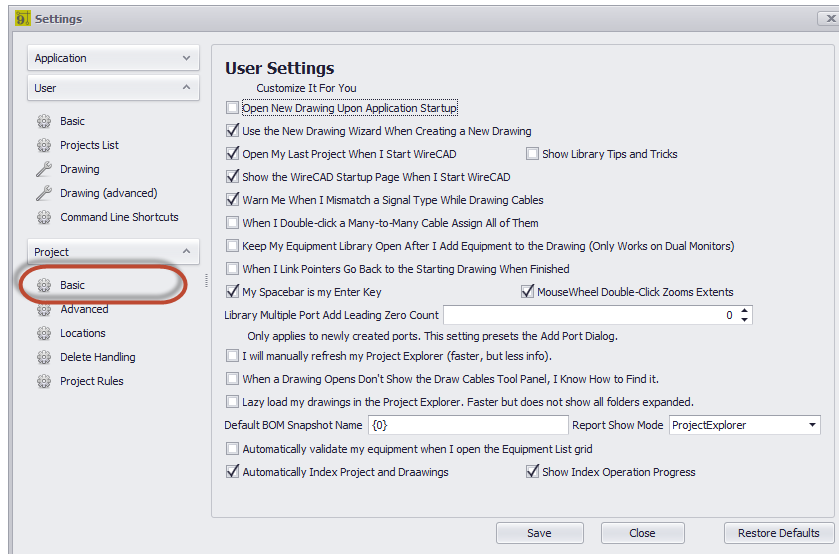 Settings
Application
User
Basic
Projects List
Drawing
Drawing (advanced)
Command Line Shortcuts
Project
Basic
Advanced
Locations
Delete Handling
Project Rules
User Settings
Customize It For You
Open New Drawing Upon Application Startup
Use the New Drawing Wizard When Creating a New Drawing
Open My Last Project When I Start WireCAD Show Library Tips and Tricks
Show the WireCAD Startup Page When I Start WireCAD
Warn Me When I Mismatch a Signal Type While Drawing Cables
When I Double-click a Many-to-Many Cable Assign All of Them
Keep My Equipment Library Open After I Add Equipment to the Drawing (Only Works on Dual Monitors)
When I Link Pointers Go Back to the Starting Drawing When Finished
My Spacebar is my Enter Key MouseWheel Double-Click Zooms Extents
Library Multiple Port Add Leading Zero Count 0
Only applies to newly created ports. This setting presets the Add Port Dialog.
I will manually refresh my Project Explorer (faster, but less info).
When a Drawing Opens Don't Show the Draw Cables Tool Panel, I Know How to Find it.
Lazy load my drawings in the Project Explorer. Faster but does not show all folders expanded.
Default BOM Snapshot Name {0} Report Show Mode ProjectExplorer
Automatically validate my equipment when I open the Equipment List grid
Automatically Index Project and Draawings Show Index Operation Progress
Save Close Restore Defaults